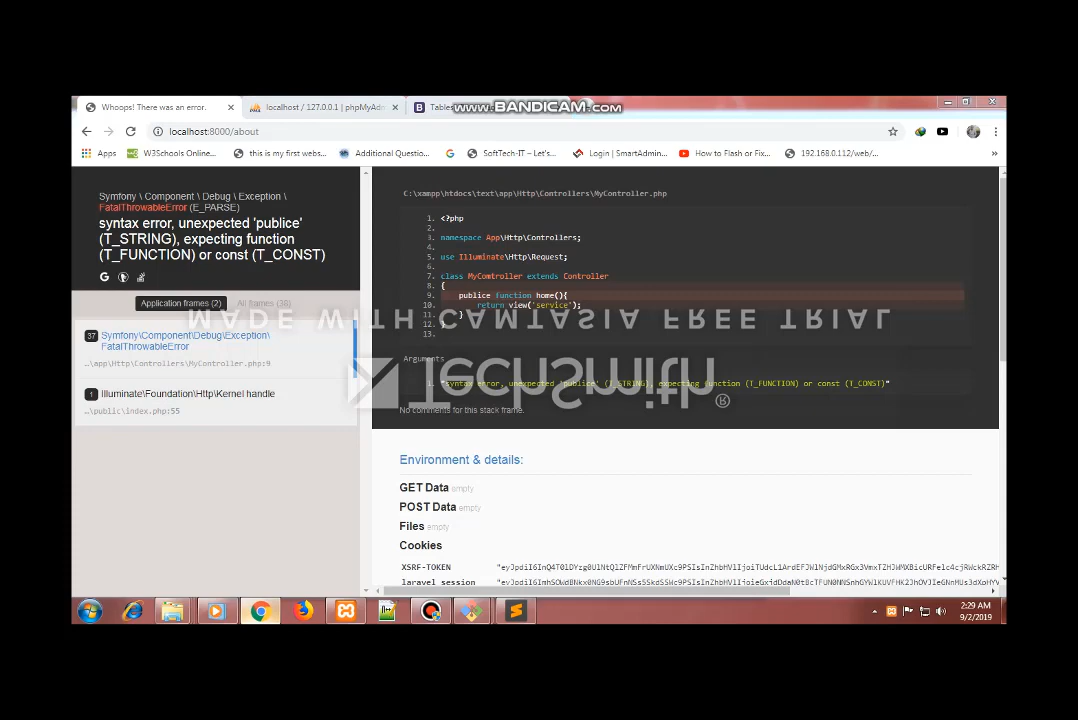 Whoops! There was an error.
localhost / 127.0.0.1 | phpMyAdm
Tables
www.BANDICAM.com
localhost:8000/about
Apps
W3Schools Online...
this is my first webs...
Additional Questio...
SoftTech-IT – Let's...
Login | SmartAdmin...
How to Flash or Fix...
192.168.0.112/web/...
»
Symfony \ Component \ Debug \ Exception \
FatalThrowableError (E_PARSE)
syntax error, unexpected 'publice'
(T_STRING), expecting function
(T_FUNCTION) or const (T_CONST)
Application frames (2)
All frames (38)
37
Symfony\Component\Debug\Exception\
FatalThrowableError
…\app\Http\Controllers\MyController.php:9
1
Illuminate\Foundation\Http\Kernel handle
…\public\index.php:55
C:\xampp\htdocs\text\app\Http\Controllers\MyController.php
1. <?php
2.
3. namespace App\Http\Controllers;
4.
5. use Illuminate\Http\Request;
6.
7. class MyComtroller extends Controller
8. {
9. publice function home(){
10. return view('service');
11. }
12. }
13.
MADE WITH CAMTASIA FREE TRIAL
TechSmith®
Arguments
1. "syntax error, unexpected 'publice' (T_STRING), expecting function (T_FUNCTION) or const (T_CONST)"
No comments for this stack frame.
Environment & details:
GET Data empty
POST Data empty
Files empty
Cookies
XSRF-TOKEN
laravel_session
2:29 AM
9/2/2019